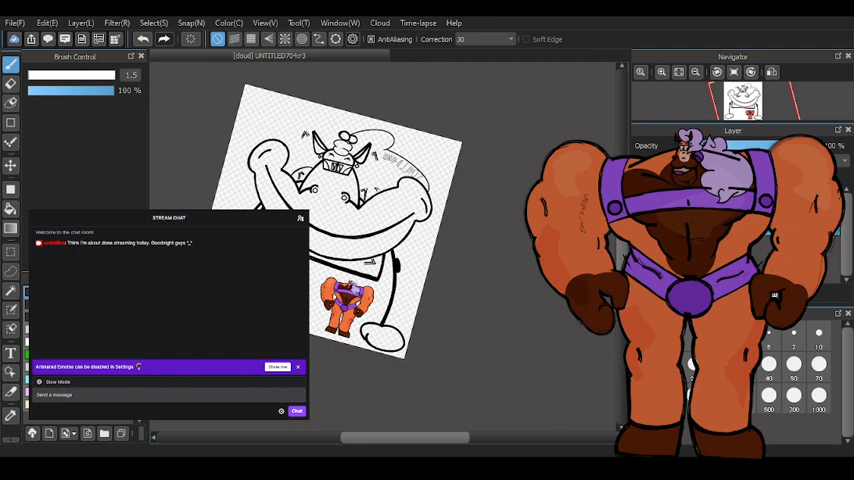 File(F) Edit(E) Layer(L) Filter(R) Select(S) Snap(N) Color(C) View(V) Tool(T) Window(W) Cloud Time-lapse Help
AntiAliasing Correction 30 Soft Edge
Brush Control
[cloud] UNTITLED704r3
Navigator
1.5
100 %
Layer
Opacity 100 %
STREAM CHAT
Welcome to the chat room!
Think I'm about done streaming today. Goodnight guys ^_^
Animated Emotes can be disabled in Settings
Show me
Slow Mode
Send a message
Chat
7 10
40 50 70
500 700 1000